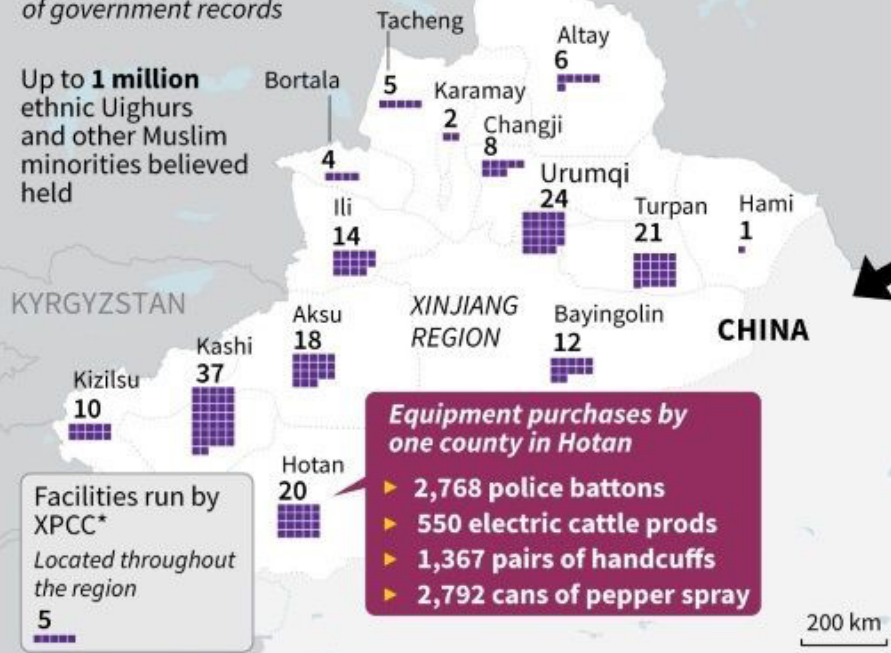 of government records
Up to 1 million
ethnic Uighurs
and other Muslim
minorities believed
held
Tacheng
5
Altay
6
Bortala
4
Karamay
2
Changji
8
Urumqi
24
Ili
14
Turpan
21
Hami
1
KYRGYZSTAN
XINJIANG
REGION
Aksu
18
Bayingolin
12
CHINA
Kashi
37
Kizilsu
10
Hotan
20
Equipment purchases by
one county in Hotan
2,768 police battons
550 electric cattle prods
1,367 pairs of handcuffs
2,792 cans of pepper spray
Facilities run by
XPCC*
Located throughout
the region
5
200 km